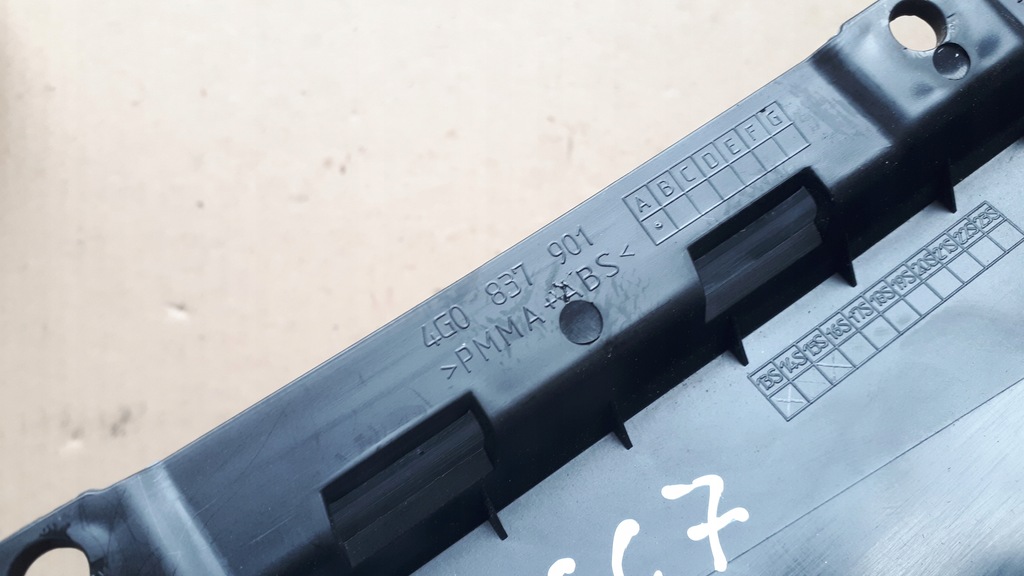 A B C D E F G
4G0 837 901
>PMMA+ABS<
13S 14S 15S 16S 17S 18S 19S 20S 21S 22S 23S
C7